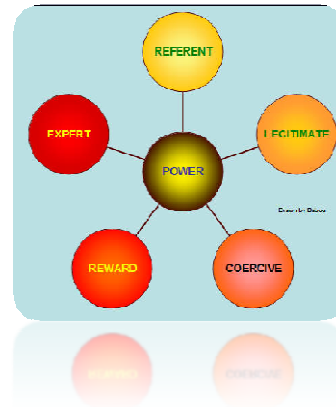 REFERENT
EXPERT
LEGITIMATE
POWER
REWARD
COERCIVE